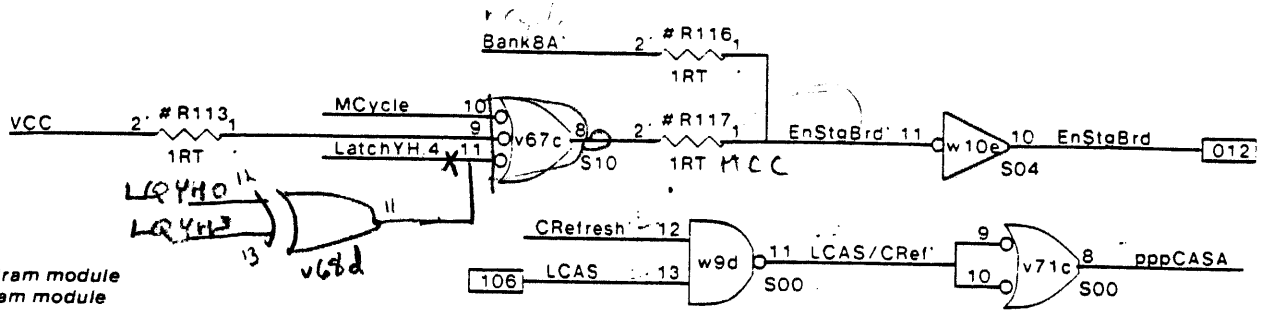 Bank8A' 2 #R116 1
1RT
VCC 2 #R113 1
1RT
MCycle 10
9
LatchYH.4 X 11
v67c 8 S10
2 #R117 1
1RT MCC
EnStgBrd' 11 w10e 10 EnStgBrd 012
S04
LQYH0 12
LQYH3 13
11
v68d
CRefresh' 12
106 LCAS 13
w9d 11 LCAS/CRef'
S00
9
10
v71c 8 pppCASA
S00
ram module
am module